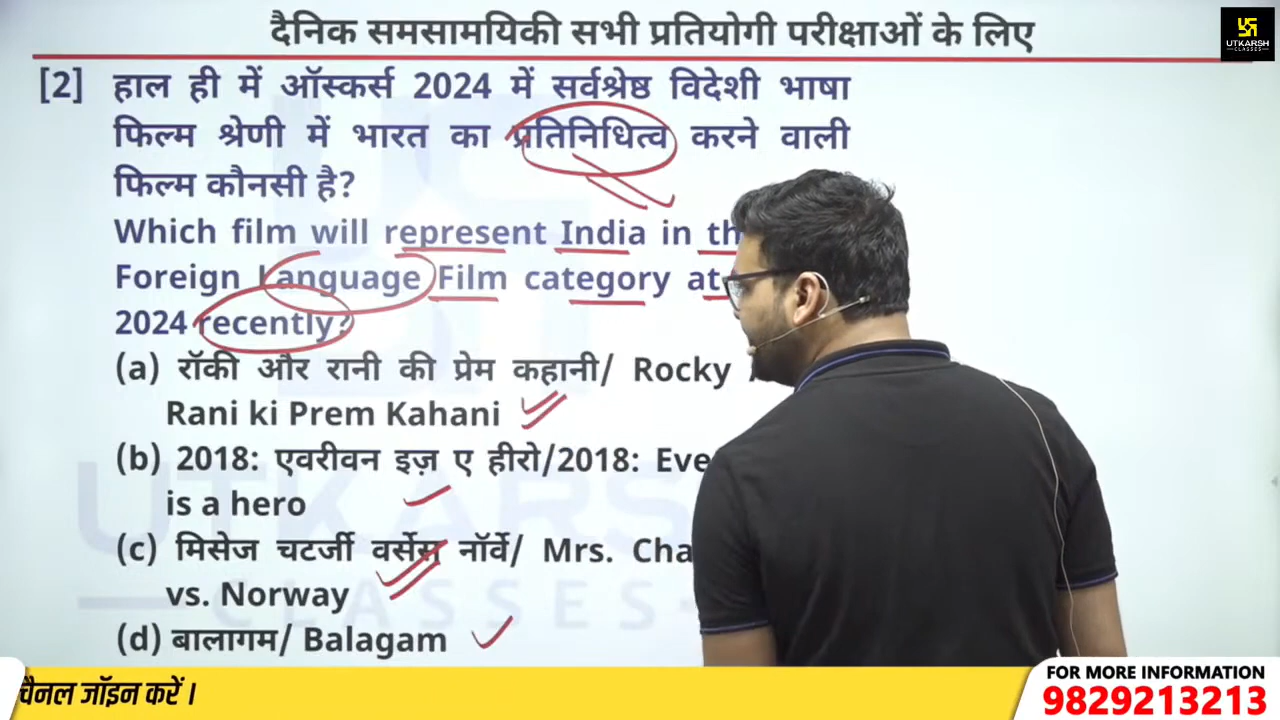 दैनिक समसामयिकी सभी प्रतियोगी परीक्षाओं के लिए
UTKARSH
CLASSES
[2] हाल ही में ऑस्कर्स 2024 में सर्वश्रेष्ठ विदेशी भाषा
फिल्म श्रेणी में भारत का प्रतिनिधित्व करने वाली
फिल्म कौनसी है?
Which film will represent India in
Foreign Language Film category at
2024 recently?
(a) रॉकी और रानी की प्रेम कहानी/ Rocky
Rani ki Prem Kahani
(b) 2018: एवरीवन इज़ ए हीरो/2018:
is a hero
(c) मिसेज चटर्जी वर्सेस नॉर्वे/ Mrs.
vs. Norway
(d) बालागम/ Balagam
चैनल जॉइन करें।
FOR MORE INFORMATION
9829213213